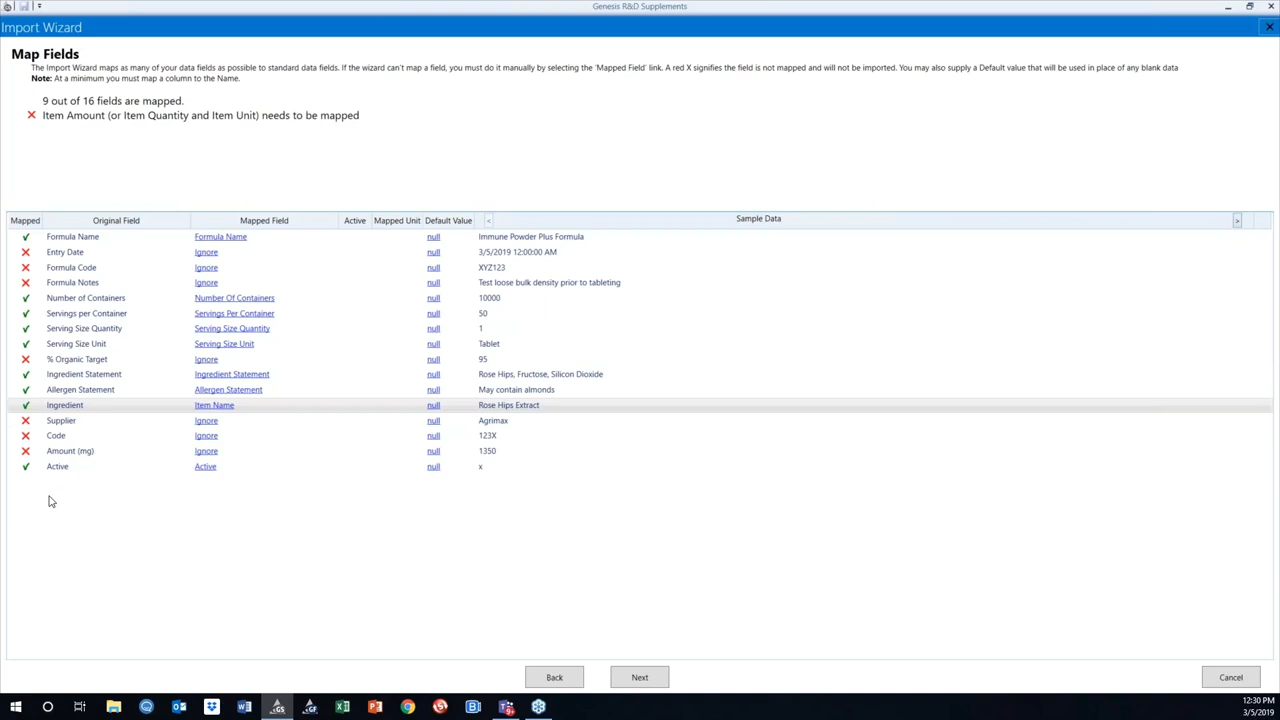 Genesis R&D Supplements
Import Wizard
Map Fields
The Import Wizard maps as many of your data fields as possible to standard data fields. If the wizard can't map a field, you must do it manually by selecting the 'Mapped Field' link. A red X signifies the field is not mapped and will not be imported. You may also supply a Default value that will be used in place of any blank data
Note: At a minimum you must map a column to the Name.
9 out of 16 fields are mapped.
Item Amount (or Item Quantity and Item Unit) needs to be mapped
Mapped Original Field Mapped Field Active Mapped Unit Default Value < Sample Data >
Formula Name Formula Name null Immune Powder Plus Formula
Entry Date Ignore null 3/5/2019 12:00:00 AM
Formula Code Ignore null XYZ123
Formula Notes Ignore null Test loose bulk density prior to tableting
Number of Containers Number Of Containers null 10000
Servings per Container Servings Per Container null 50
Serving Size Quantity Serving Size Quantity null 1
Serving Size Unit Serving Size Unit null Tablet
% Organic Target Ignore null 95
Ingredient Statement Ingredient Statement null Rose Hips, Fructose, Silicon Dioxide
Allergen Statement Allergen Statement null May contain almonds
Ingredient Item Name null Rose Hips Extract
Supplier Ignore null Agrimax
Code Ignore null 123X
Amount (mg) Ignore null 1350
Active Active null x
Back Next Cancel
12:30 PM
3/5/2019